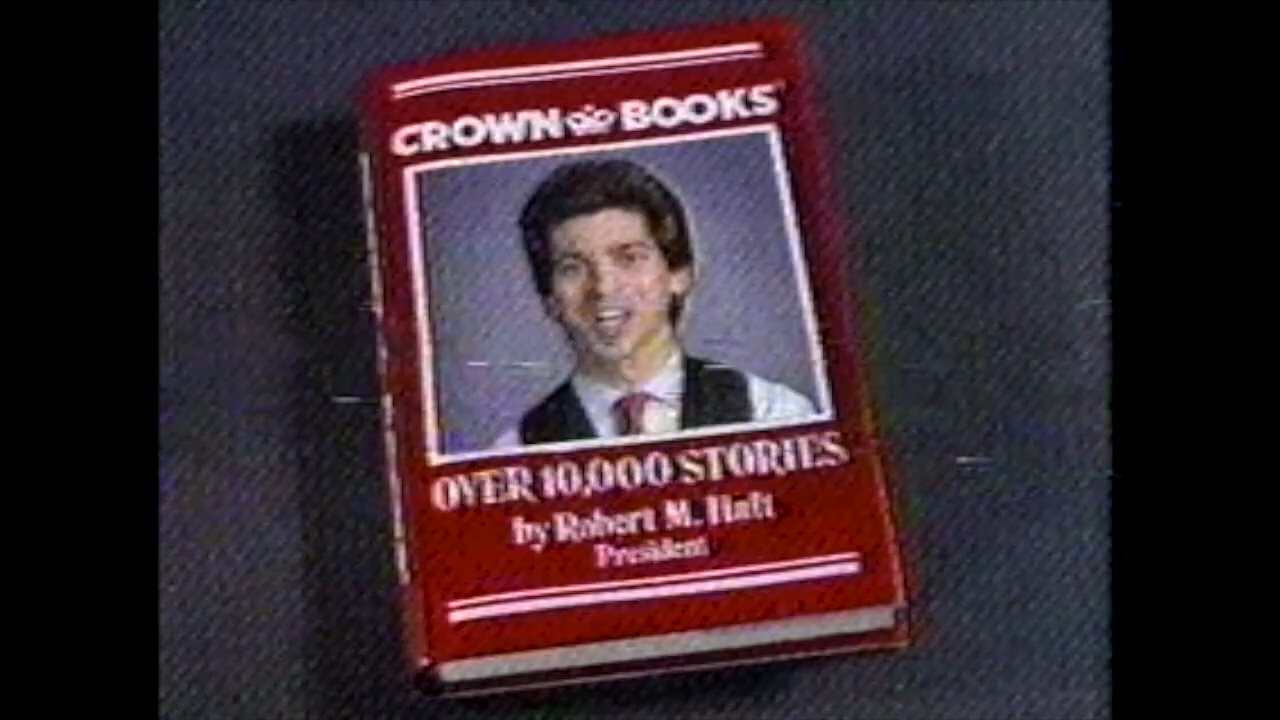 CROWN BOOKS
OVER 10,000 STORIES
by Robert M. Haft
President